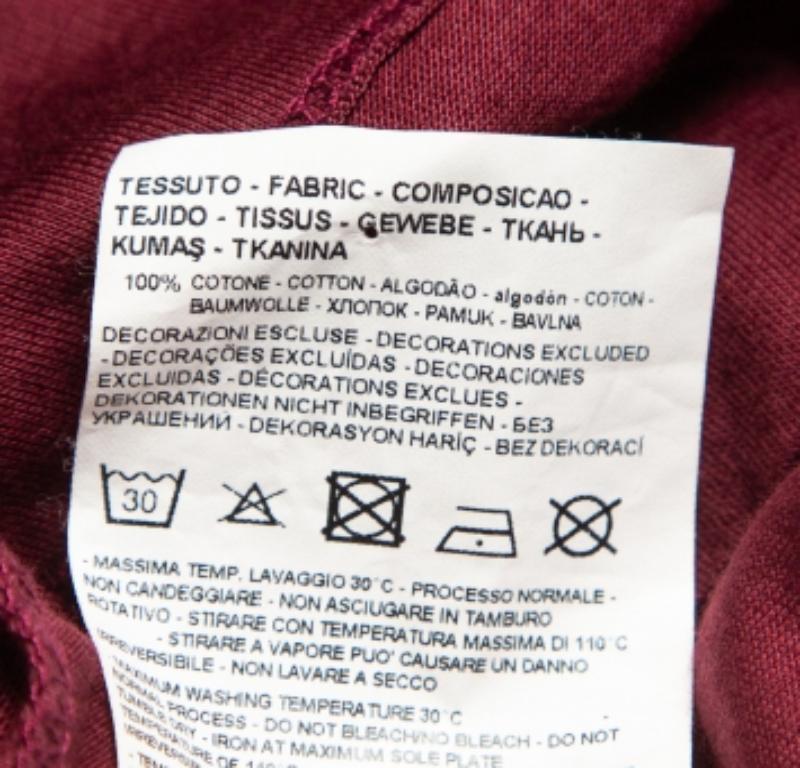 TESSUTO - FABRIC - COMPOSICAO -
TEJIDO - TISSUS - GEWEBE - ТКАНЬ -
KUMAŞ - TKANINA
100% COTONE - COTTON - ALGODÃO - algodón - COTON -
BAUMWOLLE - ХЛОПОК - PAMUK - BAVLNA
DECORAZIONI ESCLUSE - DECORATIONS EXCLUDED
- DECORAÇÕES EXCLUÍDAS - DECORACIONES
EXCLUIDAS - DÉCORATIONS EXCLUES -
DEKORATIONEN NICHT INBEGRIFFEN - БЕЗ
УКРАШЕНИЙ - DEKORASYON HARİÇ - BEZ DEKORACÍ
30
- MASSIMA TEMP. LAVAGGIO 30°C - PROCESSO NORMALE -
NON CANDEGGIARE - NON ASCIUGARE IN TAMBURO
ROTATIVO - STIRARE CON TEMPERATURA MASSIMA DI 110°C
- STIRARE A VAPORE PUO' CAUSARE UN DANNO
IRREVERSIBILE - NON LAVARE A SECCO
MAXIMUM WASHING TEMPERATURE 30°C
NORMAL PROCESS - DO NOT BLEACH/NO BLEACH - DO NOT
TUMBLE DRY - IRON AT MAXIMUM SOLE PLATE
TEMPERATURE OF